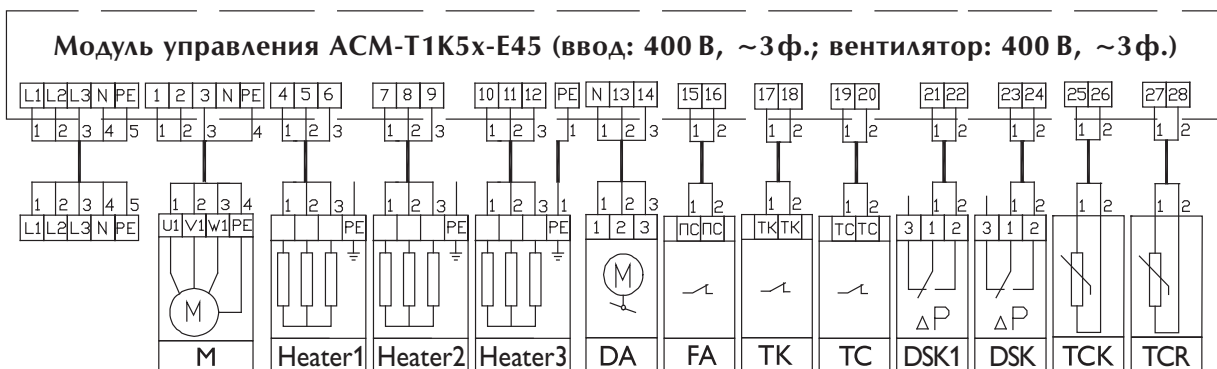 Модуль управления ACM-T1K5x-E45 (ввод: 400 В, ~3ф.; вентилятор: 400 В, ~3ф.)
L1 L2 L3 N PE 1 2 3 N PE 4 5 6 7 8 9 10 11 12 PE N 13 14 15 16 17 18 19 20 21 22 23 24 25 26 27 28
1 2 3 4 5 1 2 3 4 1 2 3 1 2 3 1 2 3 1 1 2 3 1 2 1 2 1 2 1 2 1 2 1 2 1 2
1 2 3 4 5 1 2 3 4 1 2 3 1 2 3 1 2 3 1 1 2 3 1 2 1 2 1 2 1 2 1 2 1 2 1 2
L1 L2 L3 N PE U1 V1 W1 PE PE PE PE 1 2 3 ПС ПС ТК ТК ТС ТС 3 1 2 3 1 2
M M
ΔP ΔP
M Heater1 Heater2 Heater3 DA FA TK TC DSK1 DSK TCK TCR